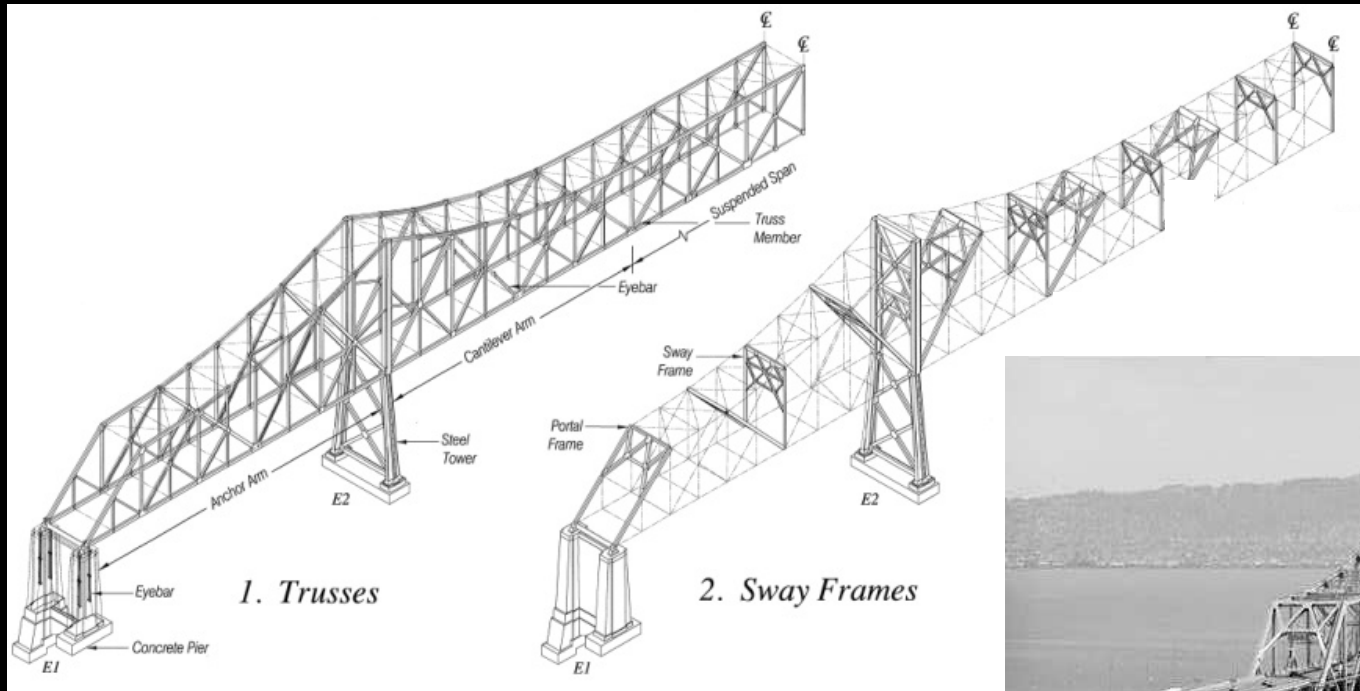 ℄
℄
Suspended Span
Truss
Member
Eyebar
Cantilever Arm
Steel
Tower
Anchor Arm
E2
Eyebar
1. Trusses
Concrete Pier
E1
℄
℄
Sway
Frame
Portal
Frame
E2
2. Sway Frames
E1